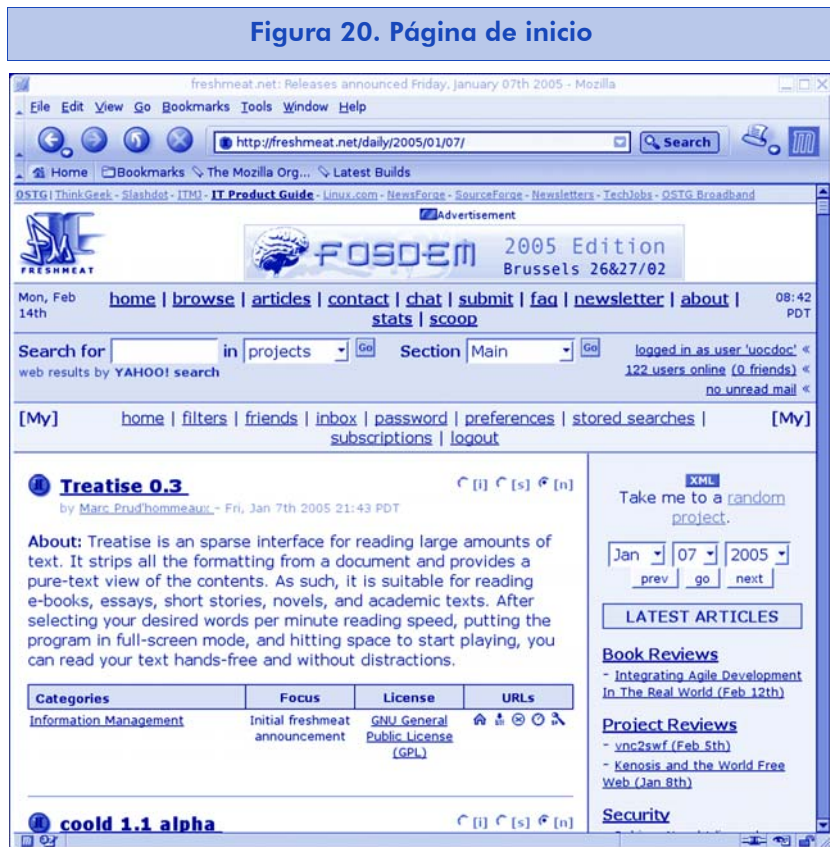 Figura 20. Página de inicio
freshmeat.net: Releases announced Friday, January 07th 2005 - Mozilla
File Edit View Go Bookmarks Tools Window Help
http://freshmeat.net/daily/2005/01/07/ Search
Home Bookmarks The Mozilla Org... Latest Builds
OSTG | ThinkGeek - Slashdot - ITMJ - IT Product Guide - Linux.com - NewsForge - SourceForge - Newsletters - TechJobs - OSTG Broadband
Advertisement
FRESHMEAT
FOSDEM 2005 Edition
Brussels 26&27/02
Mon, Feb 14th
home | browse | articles | contact | chat | submit | faq | newsletter | about |
stats | scoop
08:42 PDT
Search for in projects Go Section Main Go
web results by YAHOO! search
logged in as user 'uocdoc' «
122 users online (0 friends) «
no unread mail «
[My] home | filters | friends | inbox | password | preferences | stored searches | [My]
subscriptions | logout
Treatise 0.3 [i] [s] [n]
by Marc Prud'hommeaux - Fri, Jan 7th 2005 21:43 PDT
About: Treatise is an sparse interface for reading large amounts of
text. It strips all the formatting from a document and provides a
pure-text view of the contents. As such, it is suitable for reading
e-books, essays, short stories, novels, and academic texts. After
selecting your desired words per minute reading speed, putting the
program in full-screen mode, and hitting space to start playing, you
can read your text hands-free and without distractions.
Categories Focus License URLs
Information Management
Initial freshmeat
announcement
GNU General
Public License
(GPL)
coold 1.1 alpha [i] [s] [n]
XML
Take me to a random
project.
Jan 07 2005
prev go next
LATEST ARTICLES
Book Reviews
- Integrating Agile Development
In The Real World (Feb 12th)
Project Reviews
- vnc2swf (Feb 5th)
- Kenosis and the World Free
Web (Jan 8th)
Security